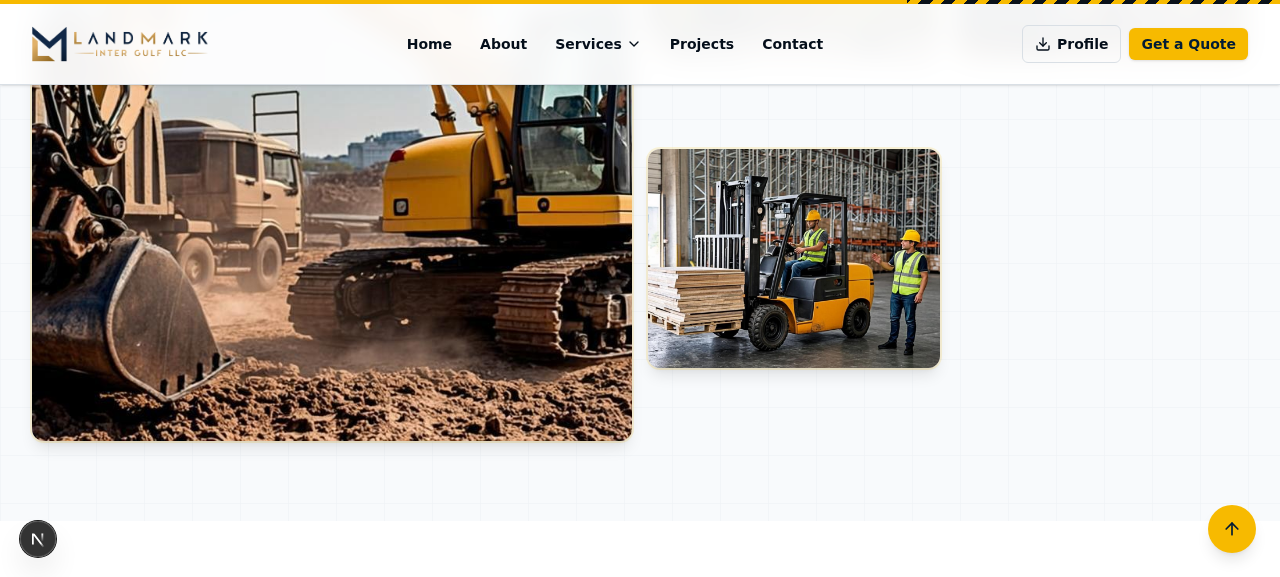 LANDMARK
INTER GULF LLC
Home
About
Services
Projects
Contact
Profile
Get a Quote
N